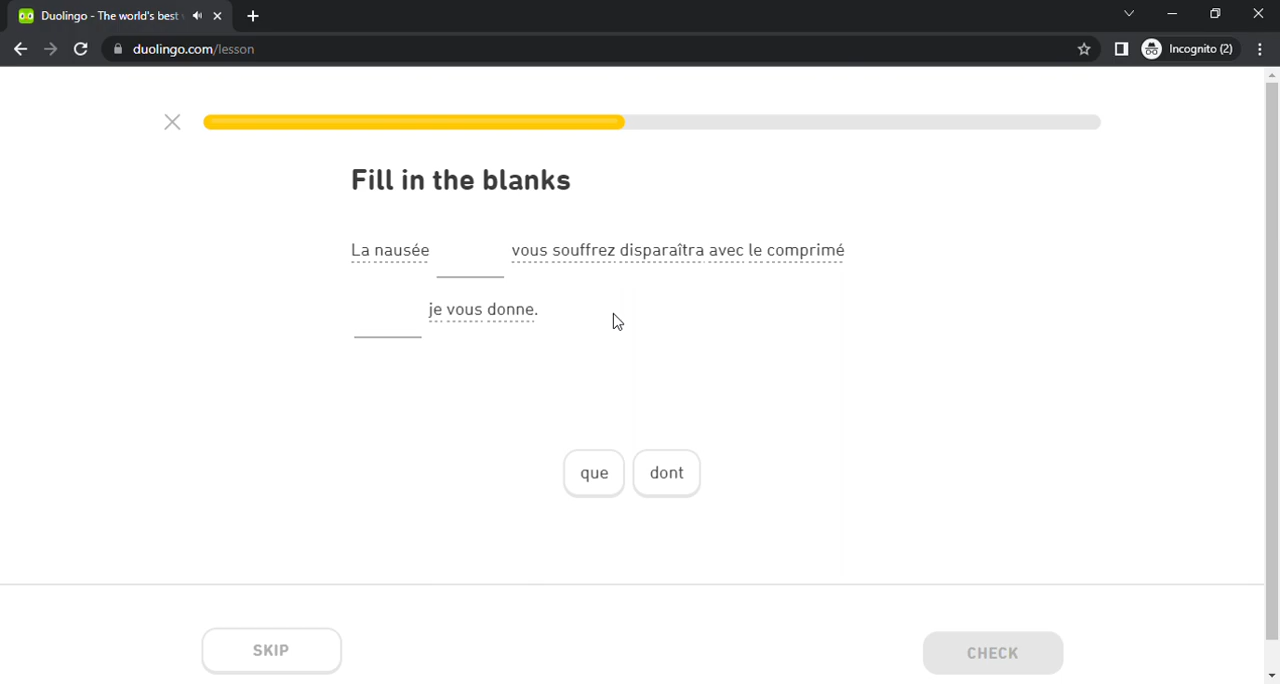 Duolingo - The world's best
duolingo.com/lesson
Incognito (2)
Fill in the blanks
La nausée vous souffrez disparaîtra avec le comprimé
je vous donne.
que dont
SKIP CHECK